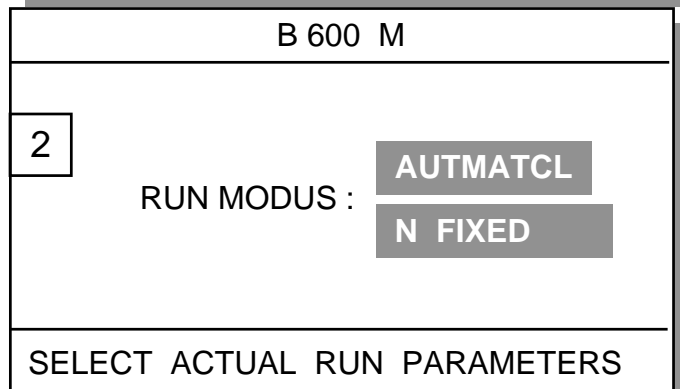 B 600 M
2
AUTMATCL
RUN MODUS :
N FIXED
SELECT ACTUAL RUN PARAMETERS